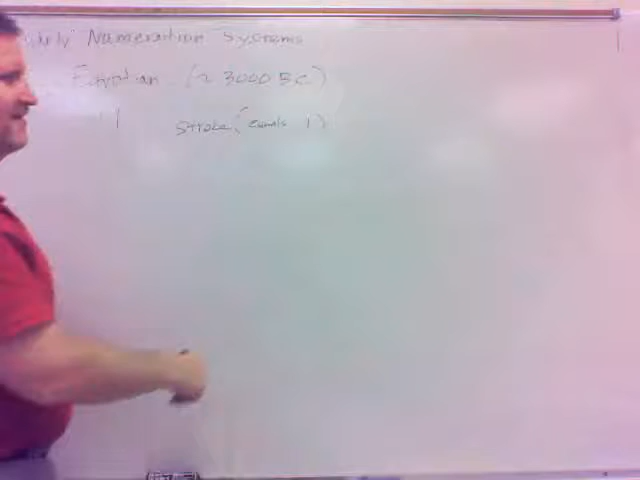 Numeration Systems
Egyptian (~ 3000 BC)
| Stroke (equals 1)